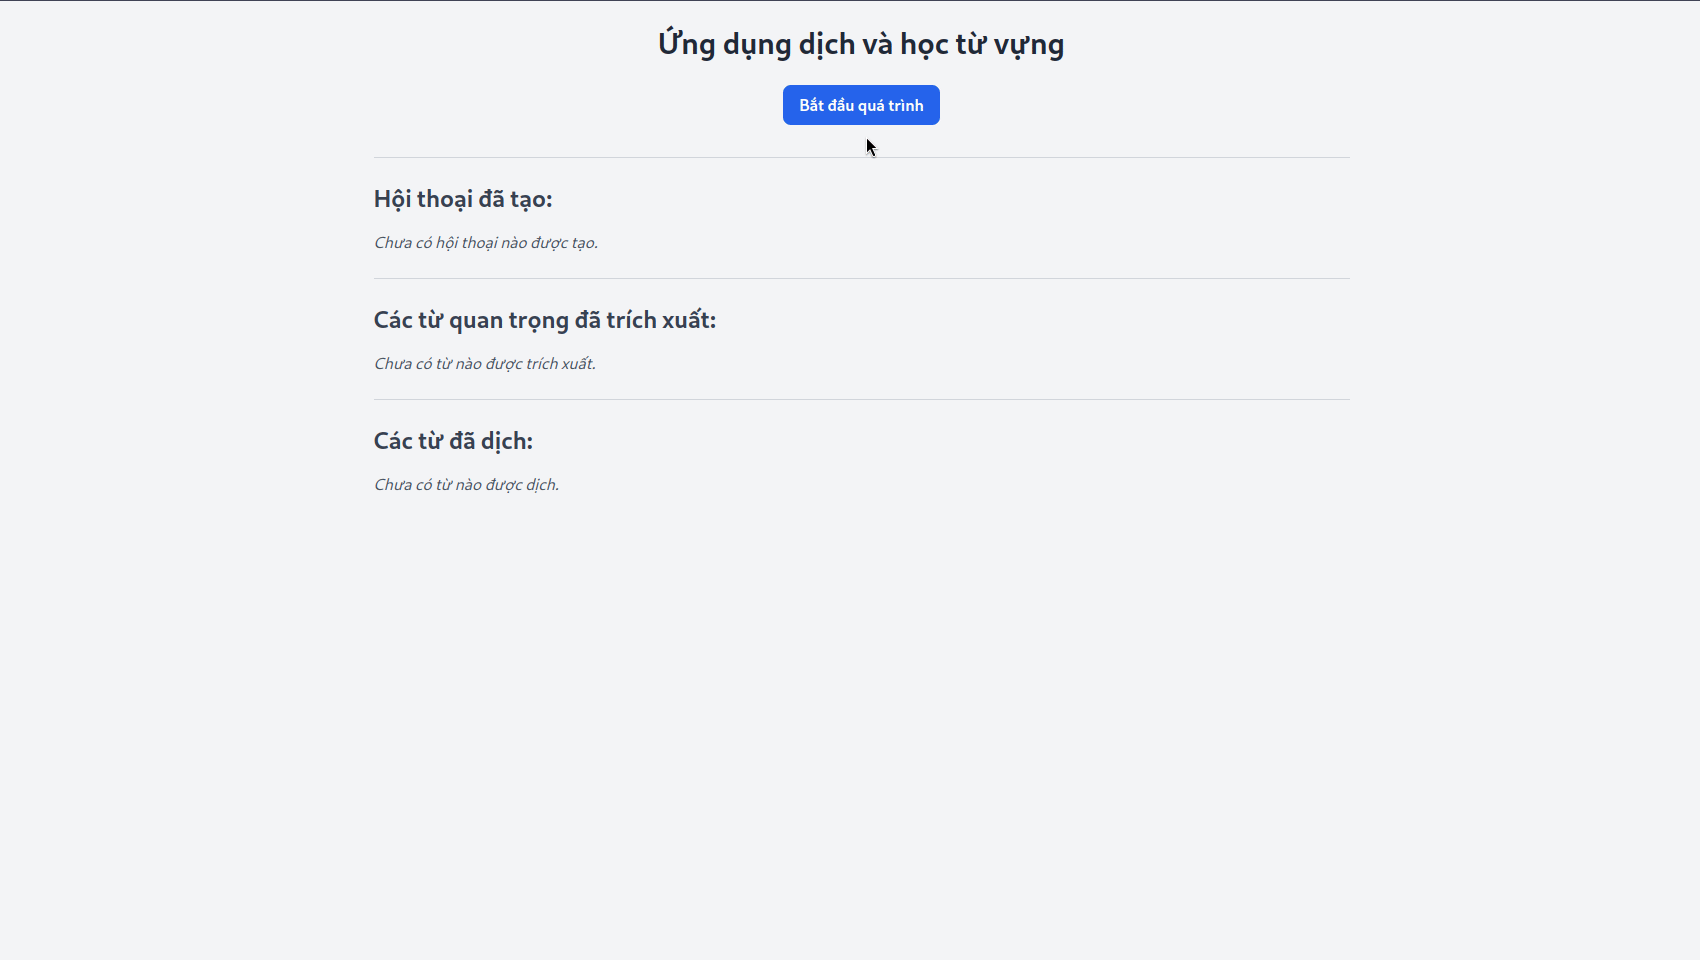 Ứng dụng dịch và học từ vựng
Bắt đầu quá trình
Hội thoại đã tạo:
Chưa có hội thoại nào được tạo.
Các từ quan trọng đã trích xuất:
Chưa có từ nào được trích xuất.
Các từ đã dịch:
Chưa có từ nào được dịch.